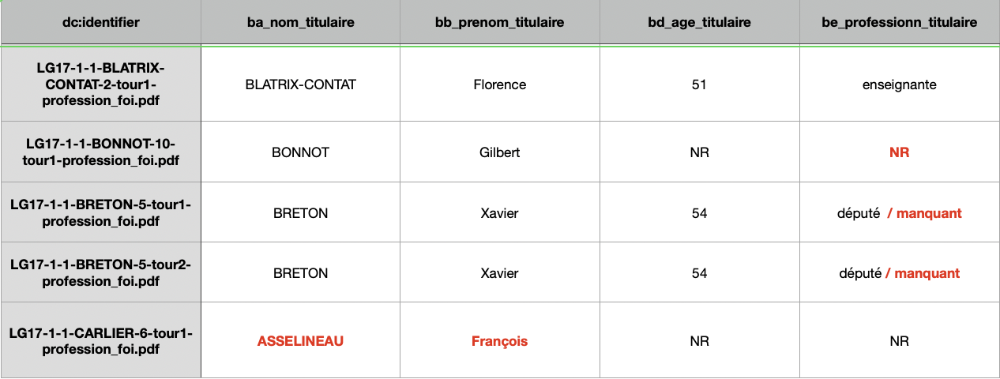 dc:identifier ba_nom_titulaire bb_prenom_titulaire bd_age_titulaire be_professionn_titulaire
LG17-1-1-BLATRIX-
CONTAT-2-tour1-
profession_foi.pdf
BLATRIX-CONTAT Florence 51 enseignante
LG17-1-1-BONNOT-10-
tour1-profession_foi.pdf
BONNOT Gilbert NR NR
LG17-1-1-BRETON-5-tour1-
profession_foi.pdf
BRETON Xavier 54 député / manquant
LG17-1-1-BRETON-5-tour2-
profession_foi.pdf
BRETON Xavier 54 député / manquant
LG17-1-1-CARLIER-6-tour1-
profession_foi.pdf
ASSELINEAU François NR NR